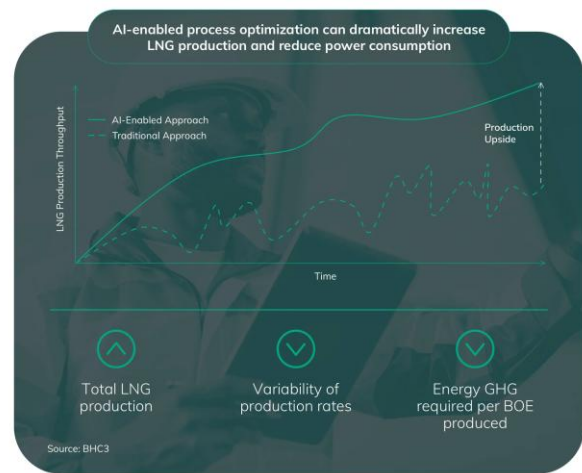 AI-enabled process optimization can dramatically increase
LNG production and reduce power consumption
LNG Production Throughput
AI-Enabled Approach
Traditional Approach
Production
Upside
Time
Total LNG
production
Variability of
production rates
Energy GHG
required per BOE
produced
Source: BHC3